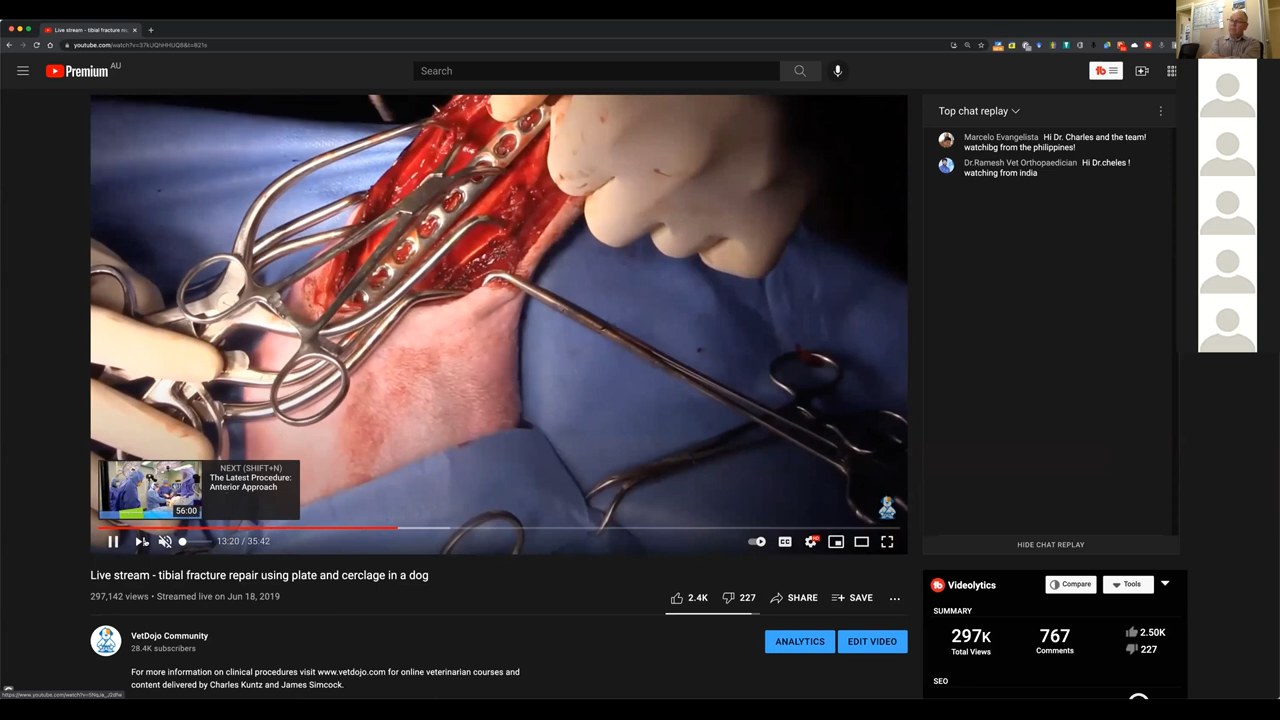 Live stream - tibial fracture rep
youtube.com/watch?v=37kUQhHHUQ8&t=821s
Premium AU
Search
Top chat replay
Marcelo Evangelista Hi Dr. Charles and the team!
watchibg from the philippines!
Dr.Ramesh Vet Orthopaedician Hi Dr.cheles !
watching from india
NEXT (SHIFT+N)
The Latest Procedure:
Anterior Approach
56:00
13:20 / 35:42
HIDE CHAT REPLAY
Live stream - tibial fracture repair using plate and cerclage in a dog
297,142 views • Streamed live on Jun 18, 2019
2.4K
227
SHARE
SAVE
VetDojo Community
28.4K subscribers
ANALYTICS
EDIT VIDEO
For more information on clinical procedures visit www.vetdojo.com for online veterinary courses and
content delivered by Charles Kuntz and James Simcock.
Videolytics
Compare
Tools
SUMMARY
297K
Total Views
767
Comments
2.50K
227
SEO